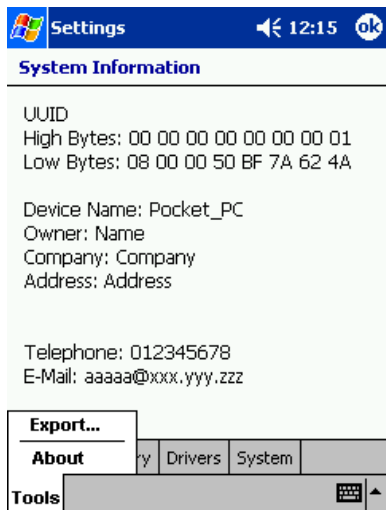 Settings 12:15 ok
System Information
UUID
High Bytes: 00 00 00 00 00 00 00 01
Low Bytes: 08 00 00 50 BF 7A 62 4A
Device Name: Pocket_PC
Owner: Name
Company: Company
Address: Address
Telephone: 012345678
E-Mail: aaaaa@xxx.yyy.zzz
Export...
About ry Drivers System
Tools